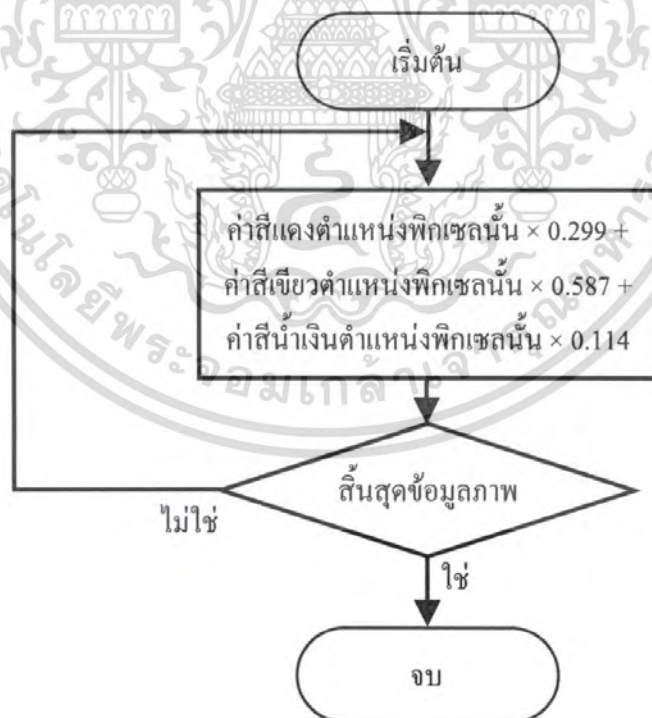 เริ่มต้น
ค่าสีแดงตำแหน่งพิกเซลนั้น × 0.299 +
ค่าสีเขียวตำแหน่งพิกเซลนั้น × 0.587 +
ค่าสีน้ำเงินตำแหน่งพิกเซลนั้น × 0.114
สิ้นสุดข้อมูลภาพ
ไม่ใช่
ใช่
จบ